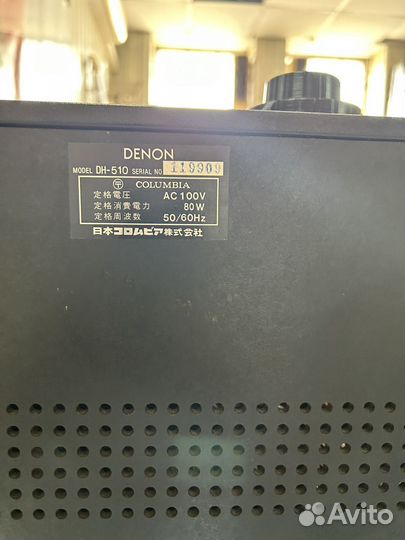 DENON
MODEL DH-510 SERIAL NO 119909
〒 COLUMBIA
定格電圧 AC100V
定格消費電力 80W
定格周波数 50/60Hz
日本コロムビア株式会社
Avito